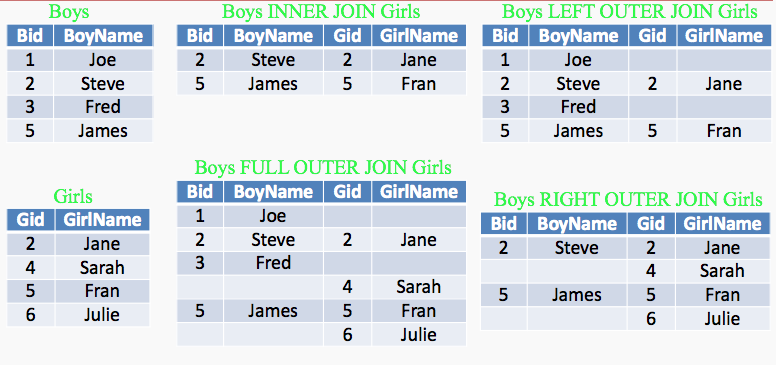 Boys
Bid BoyName
1 Joe
2 Steve
3 Fred
5 James
Boys INNER JOIN Girls
Bid BoyName Gid GirlName
2 Steve 2 Jane
5 James 5 Fran
Boys LEFT OUTER JOIN Girls
Bid BoyName Gid GirlName
1 Joe
2 Steve 2 Jane
3 Fred
5 James 5 Fran
Girls
Gid GirlName
2 Jane
4 Sarah
5 Fran
6 Julie
Boys FULL OUTER JOIN Girls
Bid BoyName Gid GirlName
1 Joe
2 Steve 2 Jane
3 Fred
4 Sarah
5 James 5 Fran
6 Julie
Boys RIGHT OUTER JOIN Girls
Bid BoyName Gid GirlName
2 Steve 2 Jane
4 Sarah
5 James 5 Fran
6 Julie